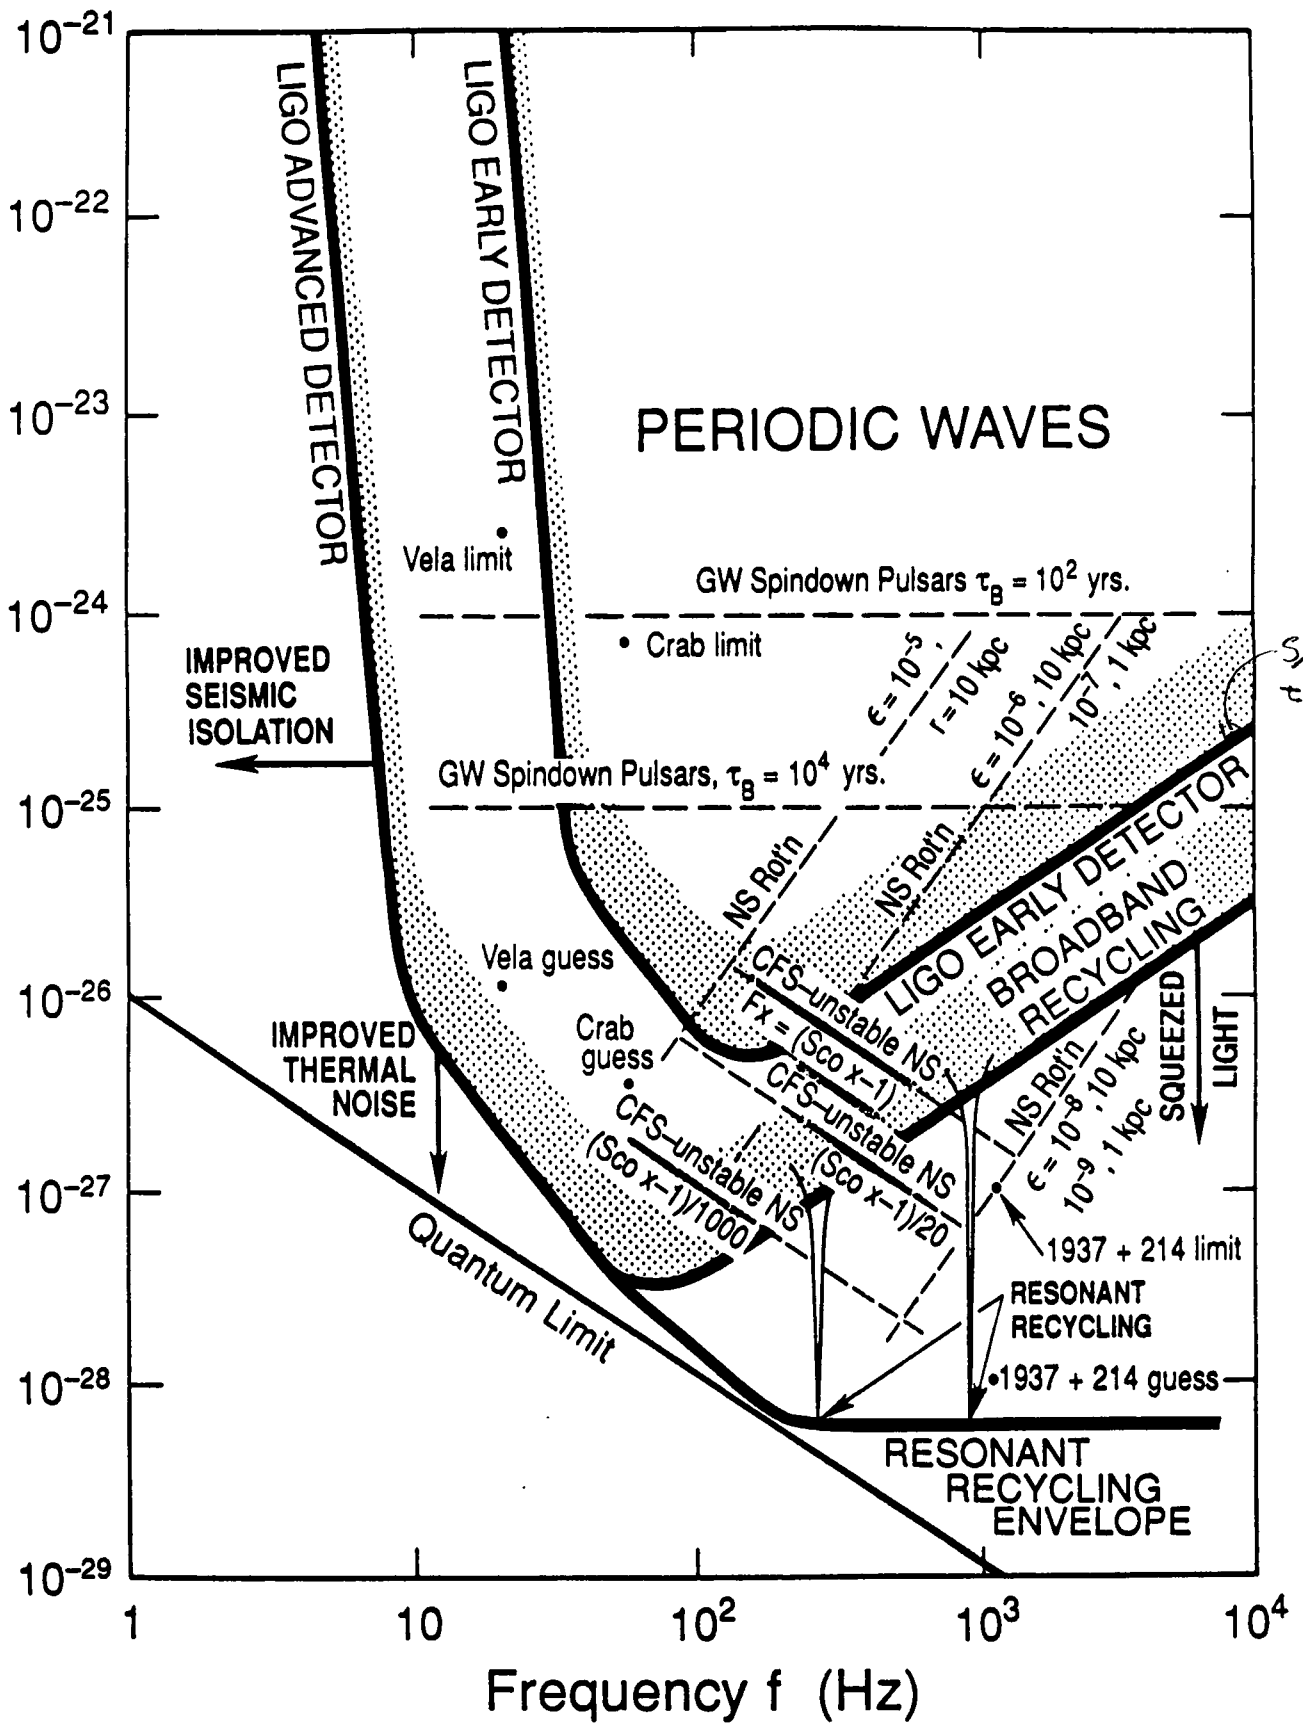 10⁻²¹
10⁻²²
10⁻²³
10⁻²⁴
10⁻²⁵
10⁻²⁶
10⁻²⁷
10⁻²⁸
10⁻²⁹
LIGO ADVANCED DETECTOR
LIGO EARLY DETECTOR
PERIODIC WAVES
Vela limit
GW Spindown Pulsars τB = 10² yrs.
Crab limit
IMPROVED
SEISMIC
ISOLATION
ϵ = 10⁻⁵,
r = 10 kpc
ϵ = 10⁻⁶, 10 kpc
10⁻⁷, 1 kpc
GW Spindown Pulsars, τB = 10⁴ yrs.
NS Rot'n
NS Rot'n
LIGO EARLY DETECTOR
BROADBAND
RECYCLING
Vela guess
CFS–unstable NS
Fx = (Sco x–1)
IMPROVED
THERMAL
NOISE
Crab
guess
SQUEEZED
LIGHT
CFS–unstable NS
(Sco x–1)/20
NS Rot'n
ϵ = 10⁻⁸, 10 kpc
10⁻⁹, 1 kpc
CFS–unstable NS
(Sco x–1)/1000
1937 + 214 limit
Quantum Limit
RESONANT
RECYCLING
1937 + 214 guess
RESONANT
RECYCLING
ENVELOPE
1
10
10²
10³
10⁴
Frequency f (Hz)